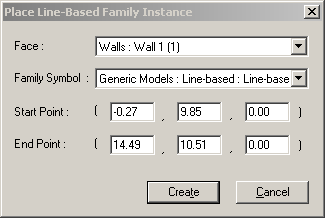 Place Line-Based Family Instance
Face : Walls : Wall 1 (1)
Family Symbol : Generic Models : Line-based : Line-base
Start Point : ( -0.27 , 9.85 , 0.00 )
End Point : ( 14.49 , 10.51 , 0.00 )
Create Cancel